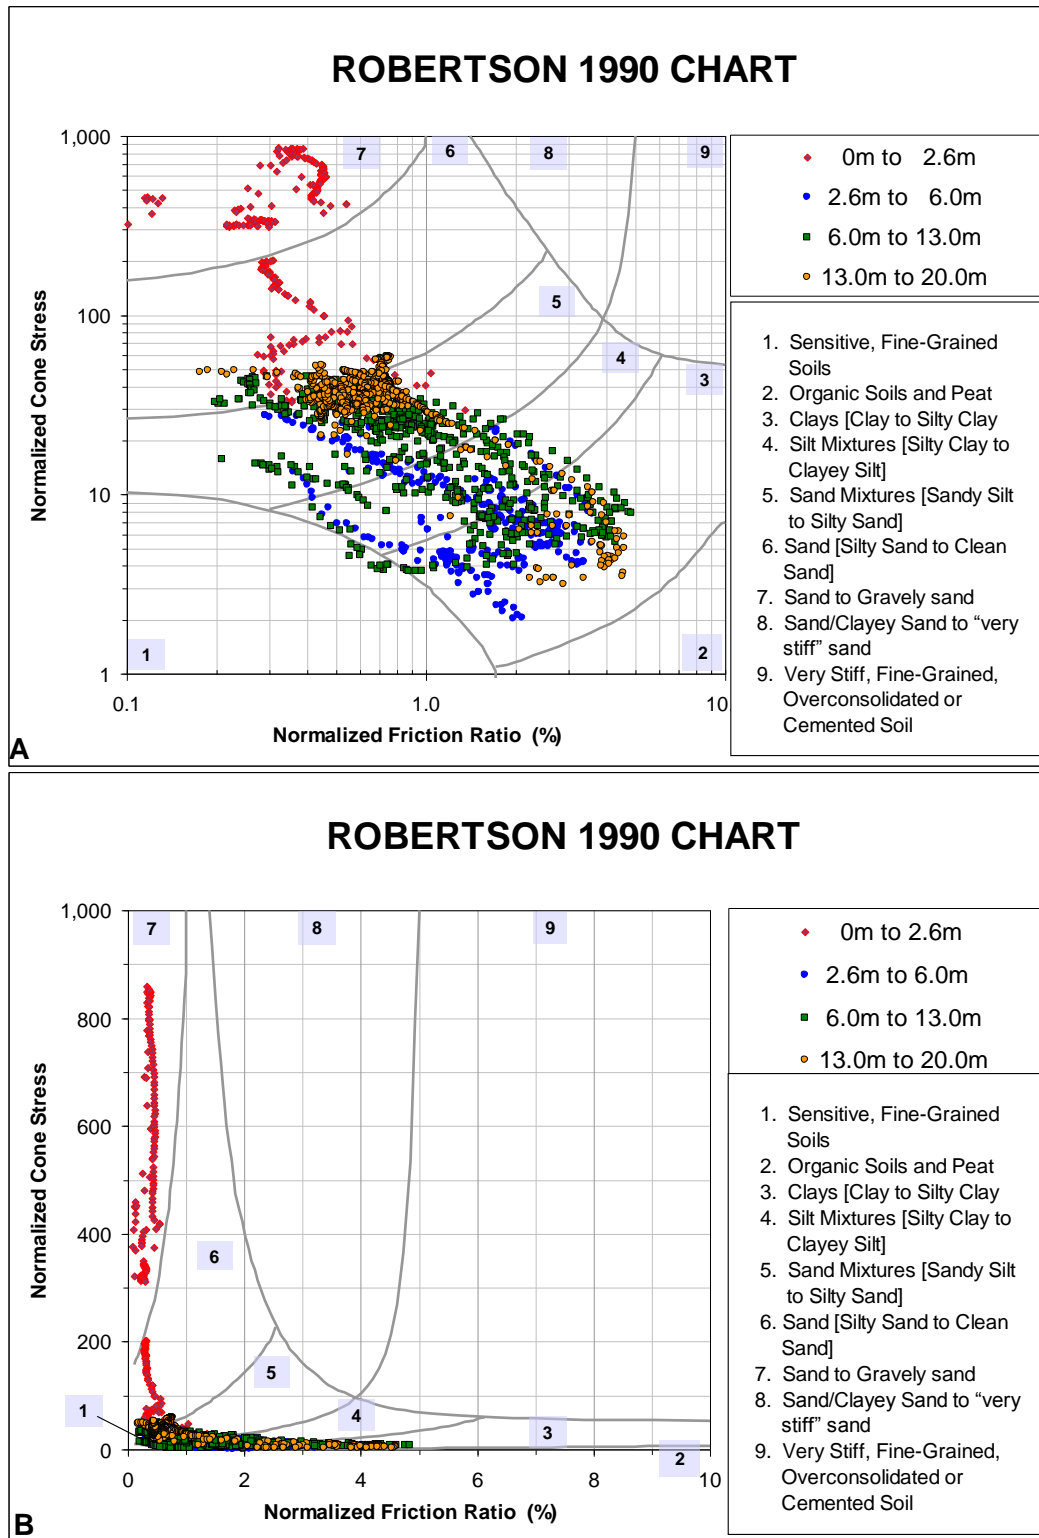 ROBERTSON 1990 CHART
1,000
100
10
1
Normalized Cone Stress
7
6
8
9
5
4
3
1
2
0.1
1.0
10.
Normalized Friction Ratio (%)
A
0m to 2.6m
2.6m to 6.0m
6.0m to 13.0m
13.0m to 20.0m
1. Sensitive, Fine-Grained
Soils
2. Organic Soils and Peat
3. Clays [Clay to Silty Clay
4. Silt Mixtures [Silty Clay to
Clayey Silt]
5. Sand Mixtures [Sandy Silt
to Silty Sand]
6. Sand [Silty Sand to Clean
Sand]
7. Sand to Gravely sand
8. Sand/Clayey Sand to “very
stiff” sand
9. Very Stiff, Fine-Grained,
Overconsolidated or
Cemented Soil
ROBERTSON 1990 CHART
1,000
800
600
400
200
0
Normalized Cone Stress
7
8
9
6
5
1
4
3
2
0
2
4
6
8
10
Normalized Friction Ratio (%)
B
0m to 2.6m
2.6m to 6.0m
6.0m to 13.0m
13.0m to 20.0m
1. Sensitive, Fine-Grained
Soils
2. Organic Soils and Peat
3. Clays [Clay to Silty Clay
4. Silt Mixtures [Silty Clay to
Clayey Silt]
5. Sand Mixtures [Sandy Silt
to Silty Sand]
6. Sand [Silty Sand to Clean
Sand]
7. Sand to Gravely sand
8. Sand/Clayey Sand to “very
stiff” sand
9. Very Stiff, Fine-Grained,
Overconsolidated or
Cemented Soil